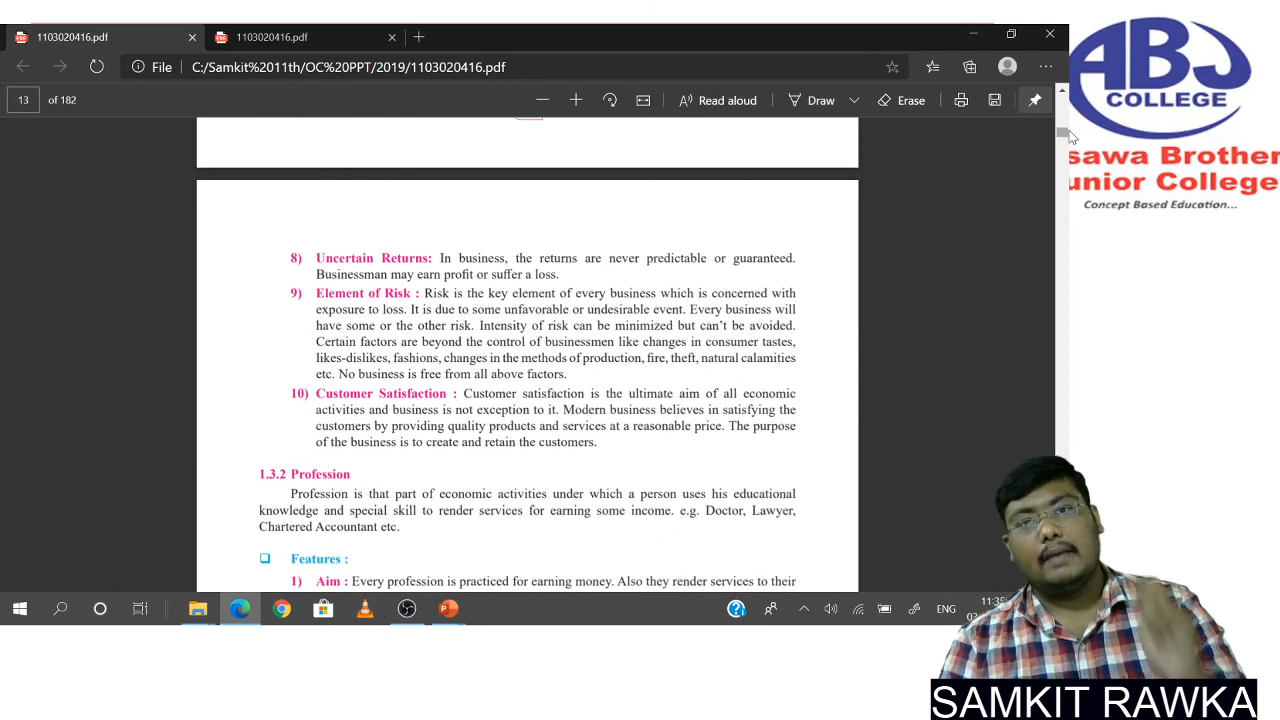 1103020416.pdf
1103020416.pdf
File C:/Samkit%2011th/OC%20PPT/2019/1103020416.pdf
13 of 182
Read aloud
Draw
Erase
ABJ
COLLEGE
sawa Brother
unior College
Concept Based Education...
8) Uncertain Returns: In business, the returns are never predictable or guaranteed.
Businessman may earn profit or suffer a loss.
9) Element of Risk : Risk is the key element of every business which is concerned with
exposure to loss. It is due to some unfavorable or undesirable event. Every business will
have some or the other risk. Intensity of risk can be minimized but can't be avoided.
Certain factors are beyond the control of businessmen like changes in consumer tastes,
likes-dislikes, fashions, changes in the methods of production, fire, theft, natural calamities
etc. No business is free from all above factors.
10) Customer Satisfaction : Customer satisfaction is the ultimate aim of all economic
activities and business is not exception to it. Modern business believes in satisfying the
customers by providing quality products and services at a reasonable price. The purpose
of the business is to create and retain the customers.
1.3.2 Profession
Profession is that part of economic activities under which a person uses his educational
knowledge and special skill to render services for earning some income. e.g. Doctor, Lawyer,
Chartered Accountant etc.
Features :
1) Aim : Every profession is practiced for earning money. Also they render services to their
ENG
SAMKIT RAWKA